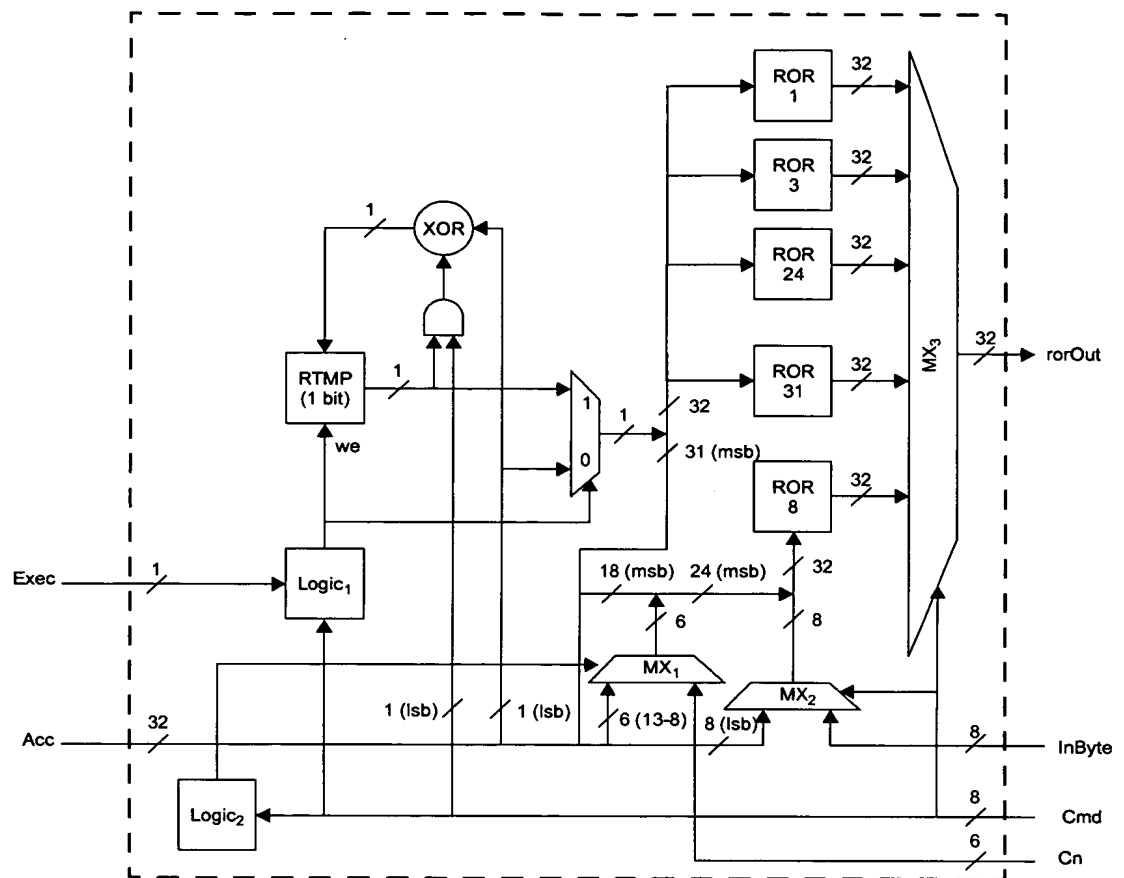 32
ROR
1
32
ROR
3
1
XOR
32
ROR
24
32
ROR
31
MX3
32
rorOut
RTMP
(1 bit)
1
1
1
32
we
0
31 (msb)
32
ROR
8
Exec
1
Logic1
18 (msb)
24 (msb)
32
6
8
MX1
MX2
1 (lsb)
1 (lsb)
6 (13-8)
8 (lsb)
Acc
32
8
InByte
Logic2
8
Cmd
6
Cn